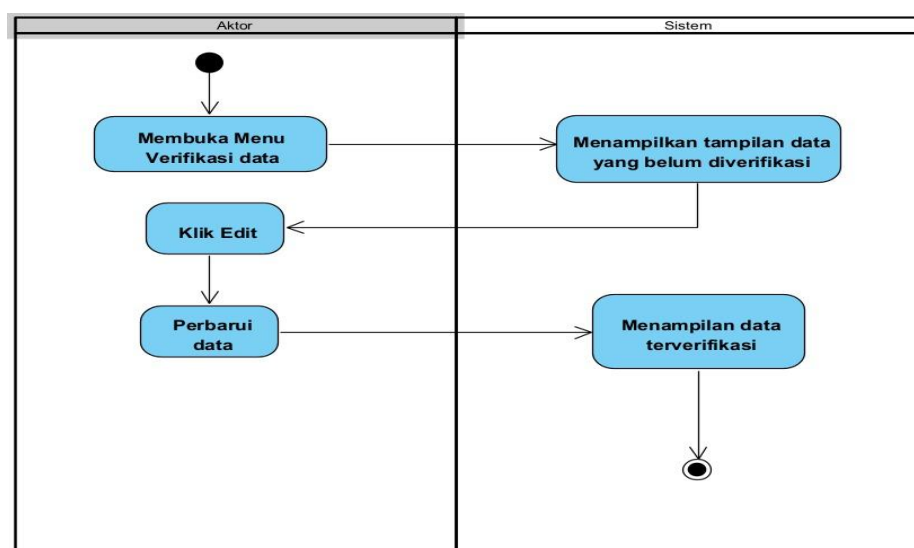 Aktor
Sistem
Membuka Menu
Verifikasi data
Menampilkan tampilan data
yang belum diverifikasi
Klik Edit
Perbarui
data
Menampilan data
terverifikasi